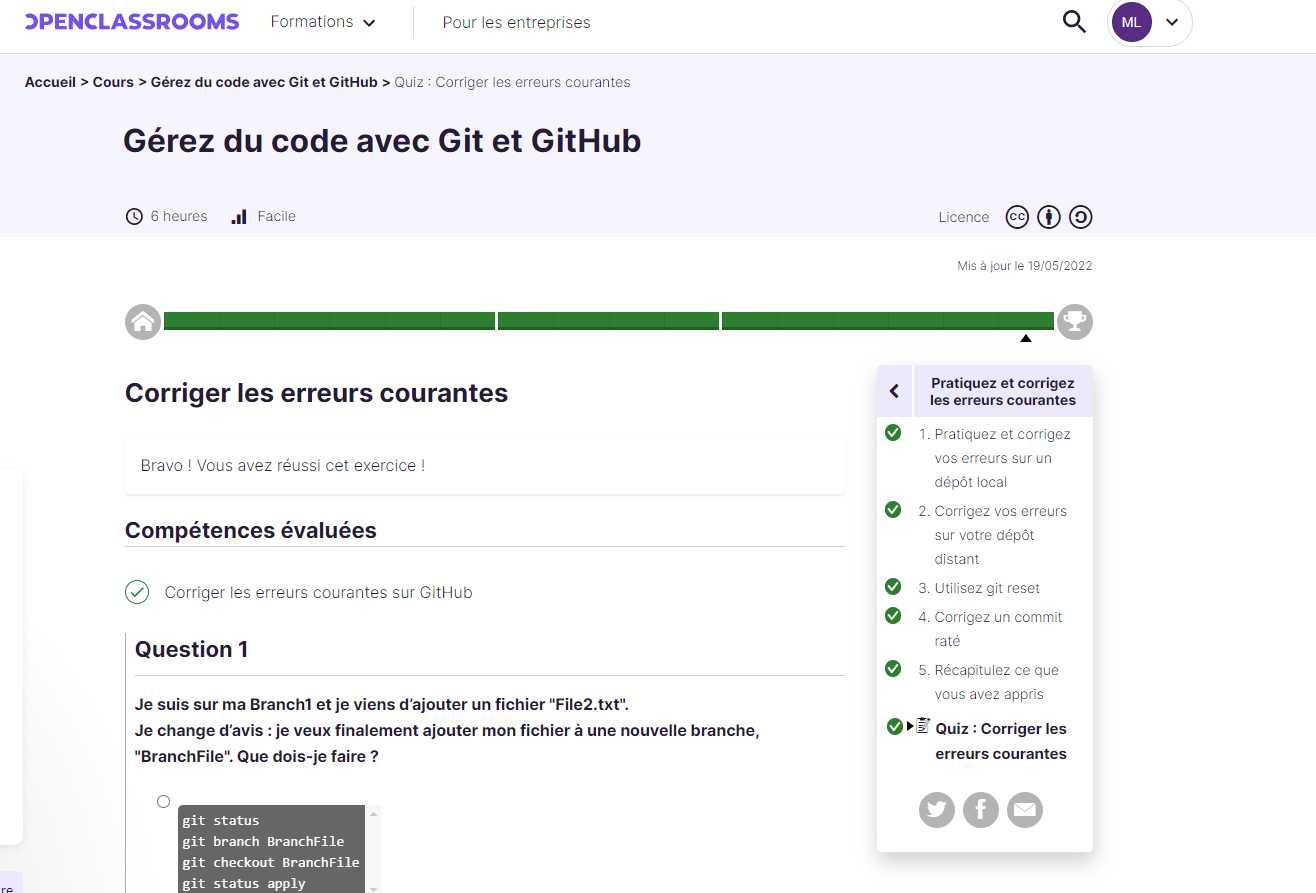 OPENCLASSROOMS Formations Pour les entreprises ML
Accueil > Cours > Gérez du code avec Git et GitHub > Quiz : Corriger les erreurs courantes
Gérez du code avec Git et GitHub
6 heures Facile Licence cc
Mis à jour le 19/05/2022
Corriger les erreurs courantes
Bravo ! Vous avez réussi cet exercice !
Compétences évaluées
Corriger les erreurs courantes sur GitHub
Question 1
Je suis sur ma Branch1 et je viens d’ajouter un fichier "File2.txt".
Je change d’avis : je veux finalement ajouter mon fichier à une nouvelle branche,
"BranchFile". Que dois-je faire ?
git status
git branch BranchFile
git checkout BranchFile
git status apply
Pratiquez et corrigez
les erreurs courantes
1. Pratiquez et corrigez
vos erreurs sur un
dépôt local
2. Corrigez vos erreurs
sur votre dépôt
distant
3. Utilisez git reset
4. Corrigez un commit
raté
5. Récapitulez ce que
vous avez appris
Quiz : Corriger les
erreurs courantes
re